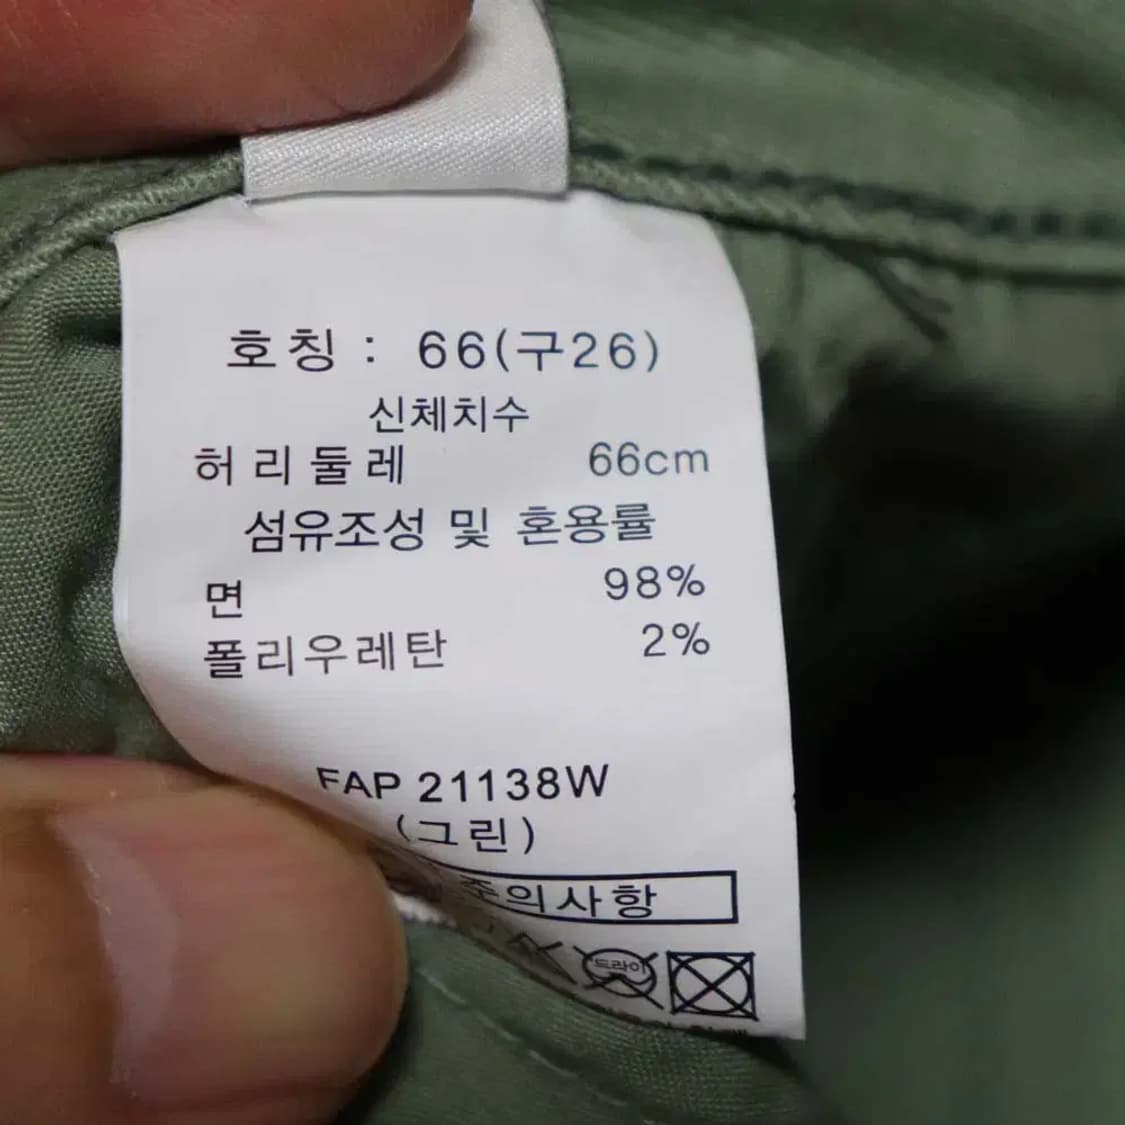 호칭 : 66(구26)
신체치수
허리둘레 66cm
섬유조성 및 혼용률
면 98%
폴리우레탄 2%
FAP 21138W
(그린)
주의사항
드라이